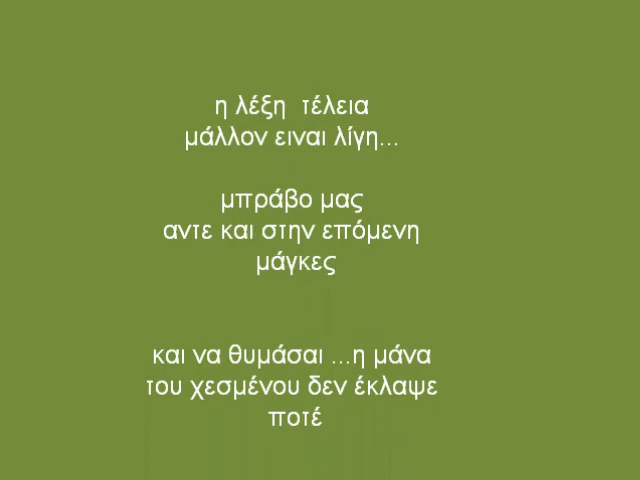 η λέξη τέλεια
μάλλον ειναι λίγη...
μπράβο μας
αντε και στην επόμενη
μάγκες
και να θυμάσαι ...η μάνα
του χεσμένου δεν έκλαψε
ποτέ